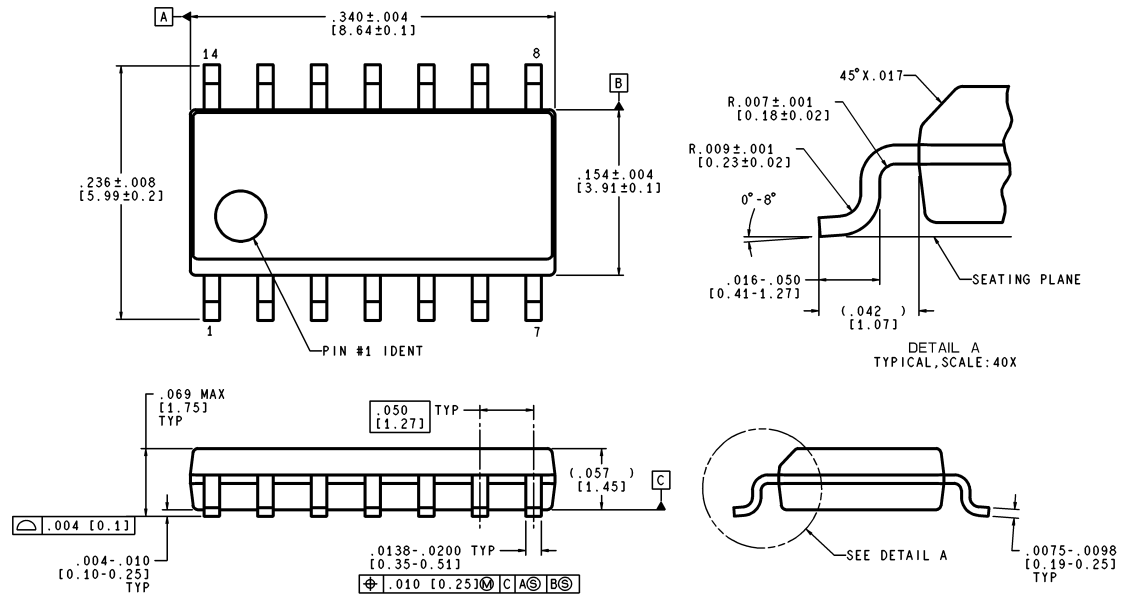 A
.340±.004
[8.64±0.1]
14
8
B
.236±.008
[5.99±0.2]
.154±.004
[3.91±0.1]
1
7
PIN #1 IDENT
45°X.017
R.007±.001
[0.18±0.02]
R.009±.001
[0.23±0.02]
0°-8°
SEATING PLANE
.016-.050
[0.41-1.27]
(.042 )
[1.07]
DETAIL A
TYPICAL,SCALE:40X
.069 MAX
[1.75]
TYP
.050 TYP
[1.27]
(.057 )
[1.45]
C
.004 [0.1]
.004-.010
[0.10-0.25]
TYP
.0138-.0200 TYP
[0.35-0.51]
⌖ .010 [0.25]Ⓜ C AⓈ BⓈ
SEE DETAIL A
.0075-.0098
[0.19-0.25]
TYP